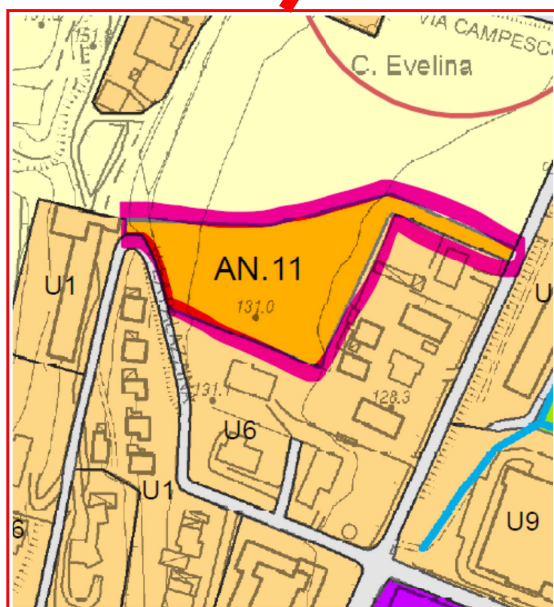 VIA CAMPESC
C. Evelina
AN.11
U1
131.0
U
131.1
128.3
U6
U1
U9
6